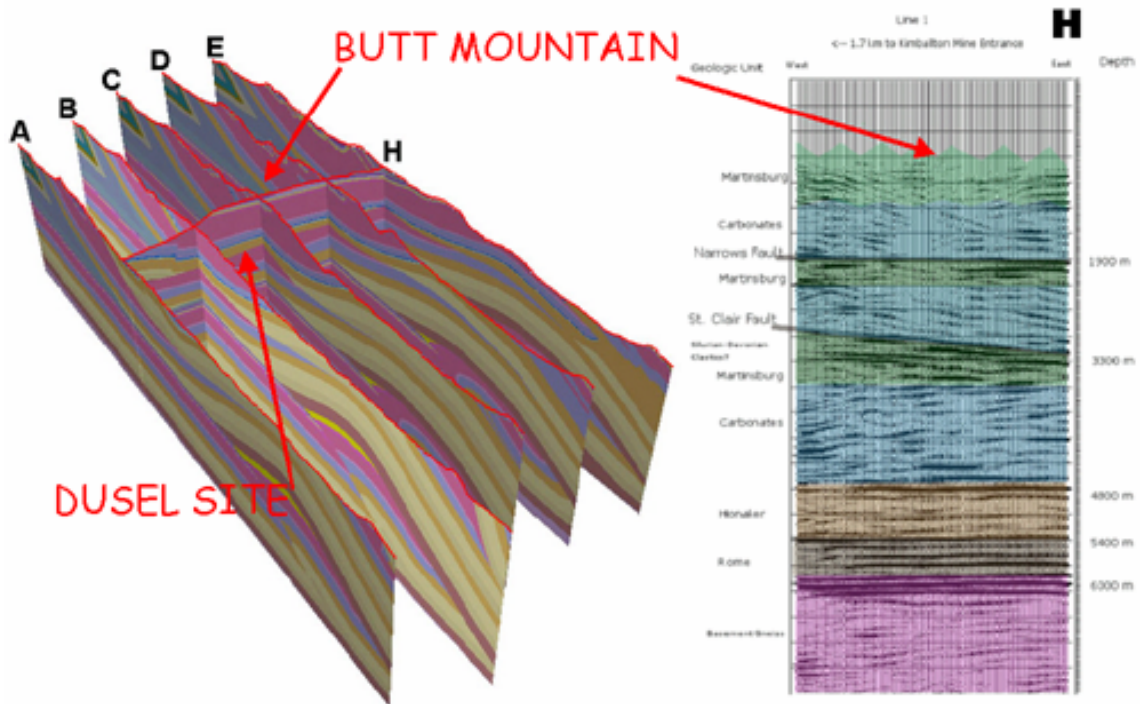 BUTT MOUNTAIN
A
B
C
D
E
H
DUSEL SITE
Line 1
H
<-- 1.7 km to Kimballton Mine Entrance
Geologic Unit
West
East
Depth
Martinsburg
Carbonates
Narrows Fault
1900 m
Martinsburg
St. Clair Fault
3300 m
Martinsburg
Carbonates
4800 m
Honaker
5400 m
Rome
6000 m